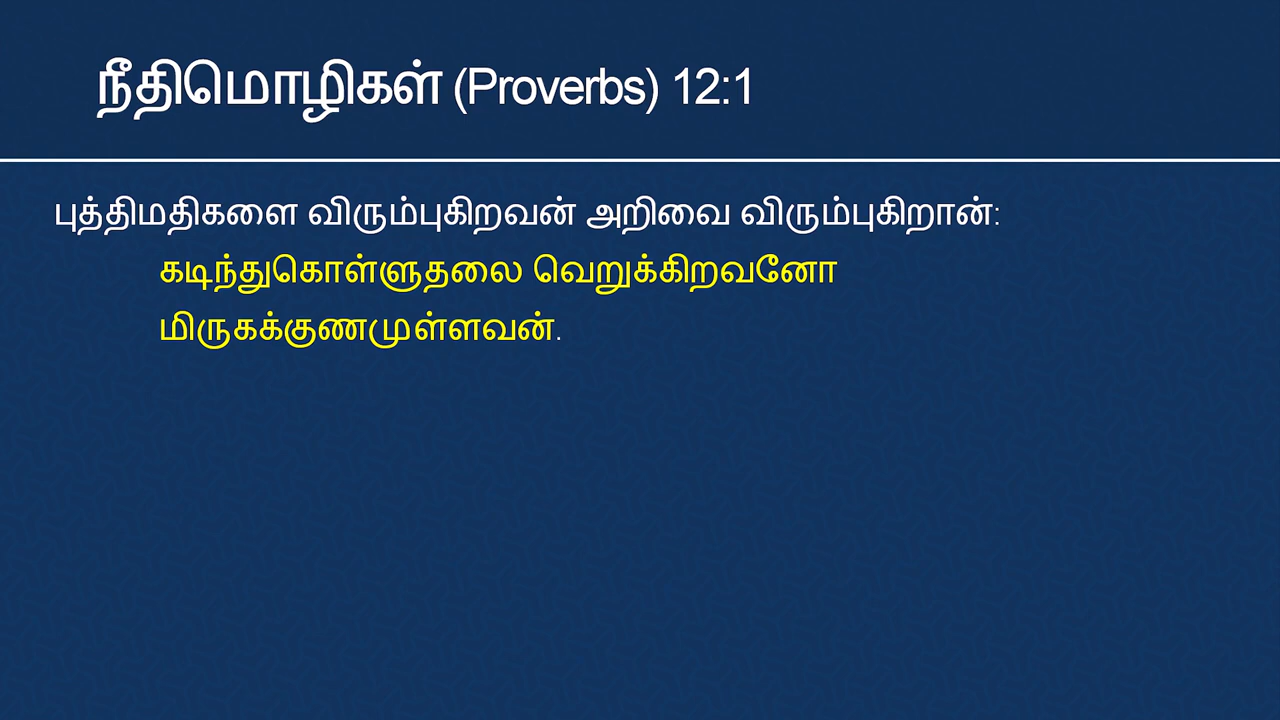 நீதிமொழிகள் (Proverbs) 12:1
புத்திமதிகளை விரும்புகிறவன் அறிவை விரும்புகிறான்:
கடிந்துகொள்ளுதலை வெறுக்கிறவனோ
மிருகக்குணமுள்ளவன்.